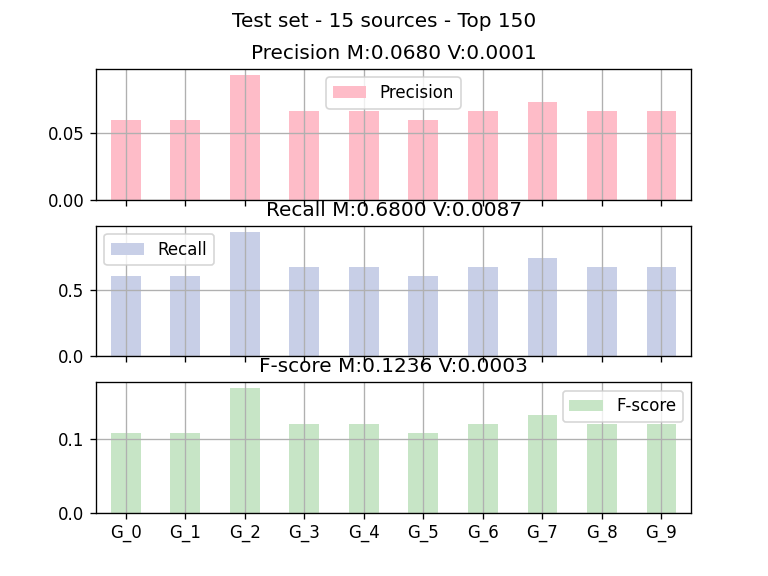 Test set - 15 sources - Top 150
Precision M:0.0680 V:0.0001
Precision
0.05
0.00
Recall M:0.6800 V:0.0087
Recall
0.5
0.0
F-score M:0.1236 V:0.0003
F-score
0.1
0.0
G_0 G_1 G_2 G_3 G_4 G_5 G_6 G_7 G_8 G_9